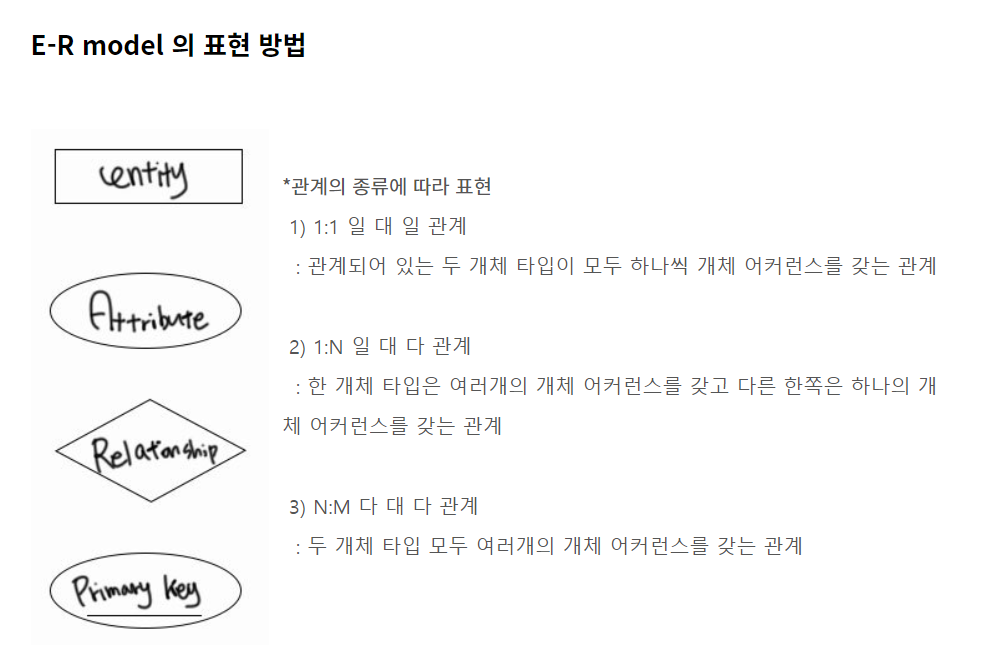 E-R model 의 표현 방법
entity
Attribute
Relationship
Primary key
*관계의 종류에 따라 표현
1) 1:1 일 대 일 관계
: 관계되어 있는 두 개체 타입이 모두 하나씩 개체 어커런스를 갖는 관계
2) 1:N 일 대 다 관계
: 한 개체 타입은 여러개의 개체 어커런스를 갖고 다른 한쪽은 하나의 개
체 어커런스를 갖는 관계
3) N:M 다 대 다 관계
: 두 개체 타입 모두 여러개의 개체 어커런스를 갖는 관계